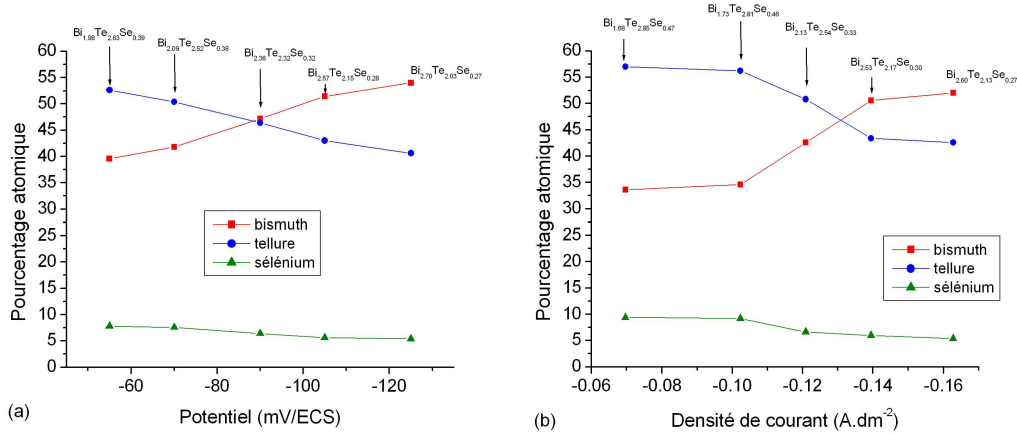 Bi1.98Te2.63Se0.39
Bi2.09Te2.52Se0.38
Bi2.36Te2.32Se0.32
Bi2.57Te2.15Se0.28
Bi2.70Te2.03Se0.27
60
55
50
45
40
35
30
25
20
15
10
5
0
Pourcentage atomique
bismuth
tellure
sélénium
-60
-80
-100
-120
Potentiel (mV/ECS)
(a)
Bi1.68Te2.85Se0.47
Bi1.73Te2.81Se0.46
Bi2.13Te2.54Se0.33
Bi2.53Te2.17Se0.30
Bi2.60Te2.13Se0.27
60
55
50
45
40
35
30
25
20
15
10
5
0
Pourcentage atomique
bismuth
tellure
sélénium
-0.06
-0.08
-0.10
-0.12
-0.14
-0.16
Densité de courant (A.dm-2)
(b)